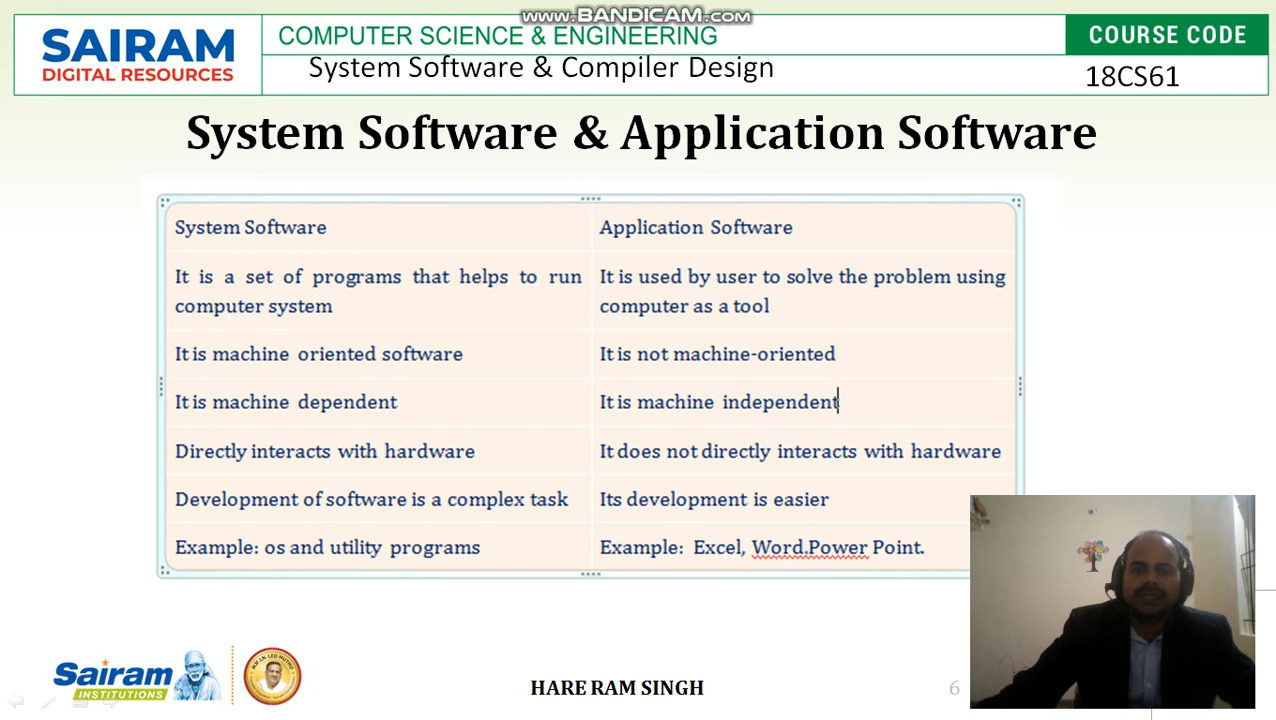 www.BANDICAM.com
SAIRAM
DIGITAL RESOURCES
COMPUTER SCIENCE & ENGINEERING
COURSE CODE
System Software & Compiler Design
18CS61
System Software & Application Software
System Software
Application Software
It is a set of programs that helps to run
computer system
It is used by user to solve the problem using
computer as a tool
It is machine oriented software
It is not machine-oriented
It is machine dependent
It is machine independent
Directly interacts with hardware
It does not directly interacts with hardware
Development of software is a complex task
Its development is easier
Example: os and utility programs
Example: Excel, Word.Power Point.
Sairam
INSTITUTIONS
HARE RAM SINGH
6